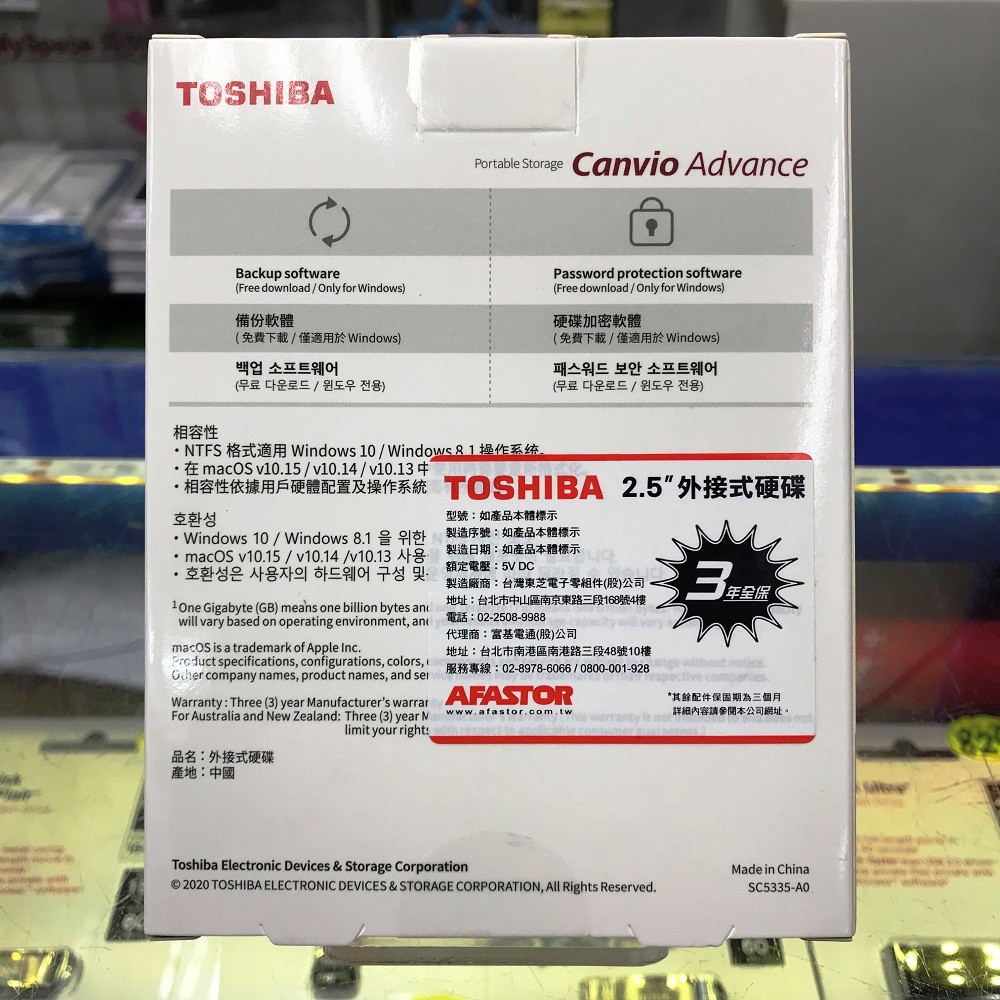 TOSHIBA
Portable Storage Canvio Advance
Backup software
(Free download / Only for Windows)
Password protection software
(Free download / Only for Windows)
備份軟體
( 免費下載 / 僅適用於 Windows)
硬碟加密軟體
( 免費下載 / 僅適用於 Windows)
백업 소프트웨어
(무료 다운로드 / 윈도우 전용)
패스워드 보안 소프트웨어
(무료 다운로드 / 윈도우 전용)
相容性
・NTFS 格式適用 Windows 10 / Windows 8.1 操作系統。
・在 macOS v10.15 / v10.14 / v10.13 中
・相容性依據用戶硬體配置及操作系統
호환성
・Windows 10 / Windows 8.1 을 위한
・macOS v10.15 / v10.14 /v10.13 사용
・호환성은 사용자의 하드웨어 구성 및
1 One Gigabyte (GB) means one billion bytes and
will vary based on operating environment, and
macOS is a trademark of Apple Inc.
Product specifications, configurations, colors,
Other company names, product names, and ser
Warranty : Three (3) year Manufacturer's warran
For Australia and New Zealand: Three (3) year M
limit your rights
品名：外接式硬碟
產地：中國
TOSHIBA 2.5"外接式硬碟
型號：如產品本體標示
製造序號：如產品本體標示
製造日期：如產品本體標示
額定電壓：5V DC
製造廠商：台灣東芝電子零組件(股)公司
地址：台北市中山區南京東路三段168號4樓
電話：02-2508-9988
代理商：富基電通(股)公司
地址：台北市南港區南港路三段48號10樓
服務專線：02-8978-6066 / 0800-001-928
3年全保
AFASTOR
www.afastor.com.tw
*其餘配件保固期為三個月
詳細內容請參閱本公司網址。
Toshiba Electronic Devices & Storage Corporation
© 2020 TOSHIBA ELECTRONIC DEVICES & STORAGE CORPORATION, All Rights Reserved.
Made in China
SC5335-A0